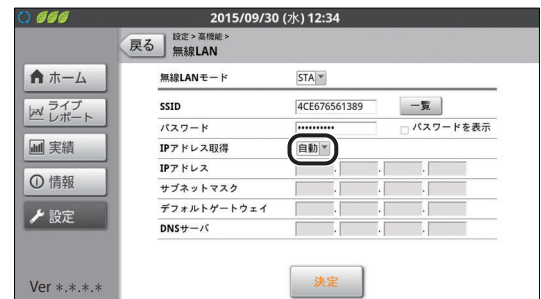 2015/09/30 (水) 12:34
戻る
設定 > 高機能 >
無線LAN
ホーム
ライブ
レポート
実績
情報
設定
Ver *.*.*.*
無線LANモード STA
SSID 4CE676561389 一覧
パスワード •••••••••• パスワードを表示
IPアドレス取得 自動
IPアドレス . . .
サブネットマスク . . .
デフォルトゲートウェイ . . .
DNSサーバ . . .
決定